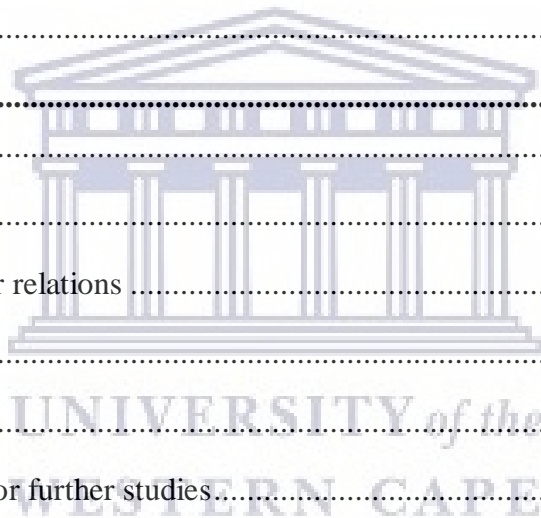 ....................................................
....................................................
....................................................
....................................................
r relations ..........................................
....................................................
UNIVERSITY of the
....................................................
or further studies..................................
WESTERN CAPE